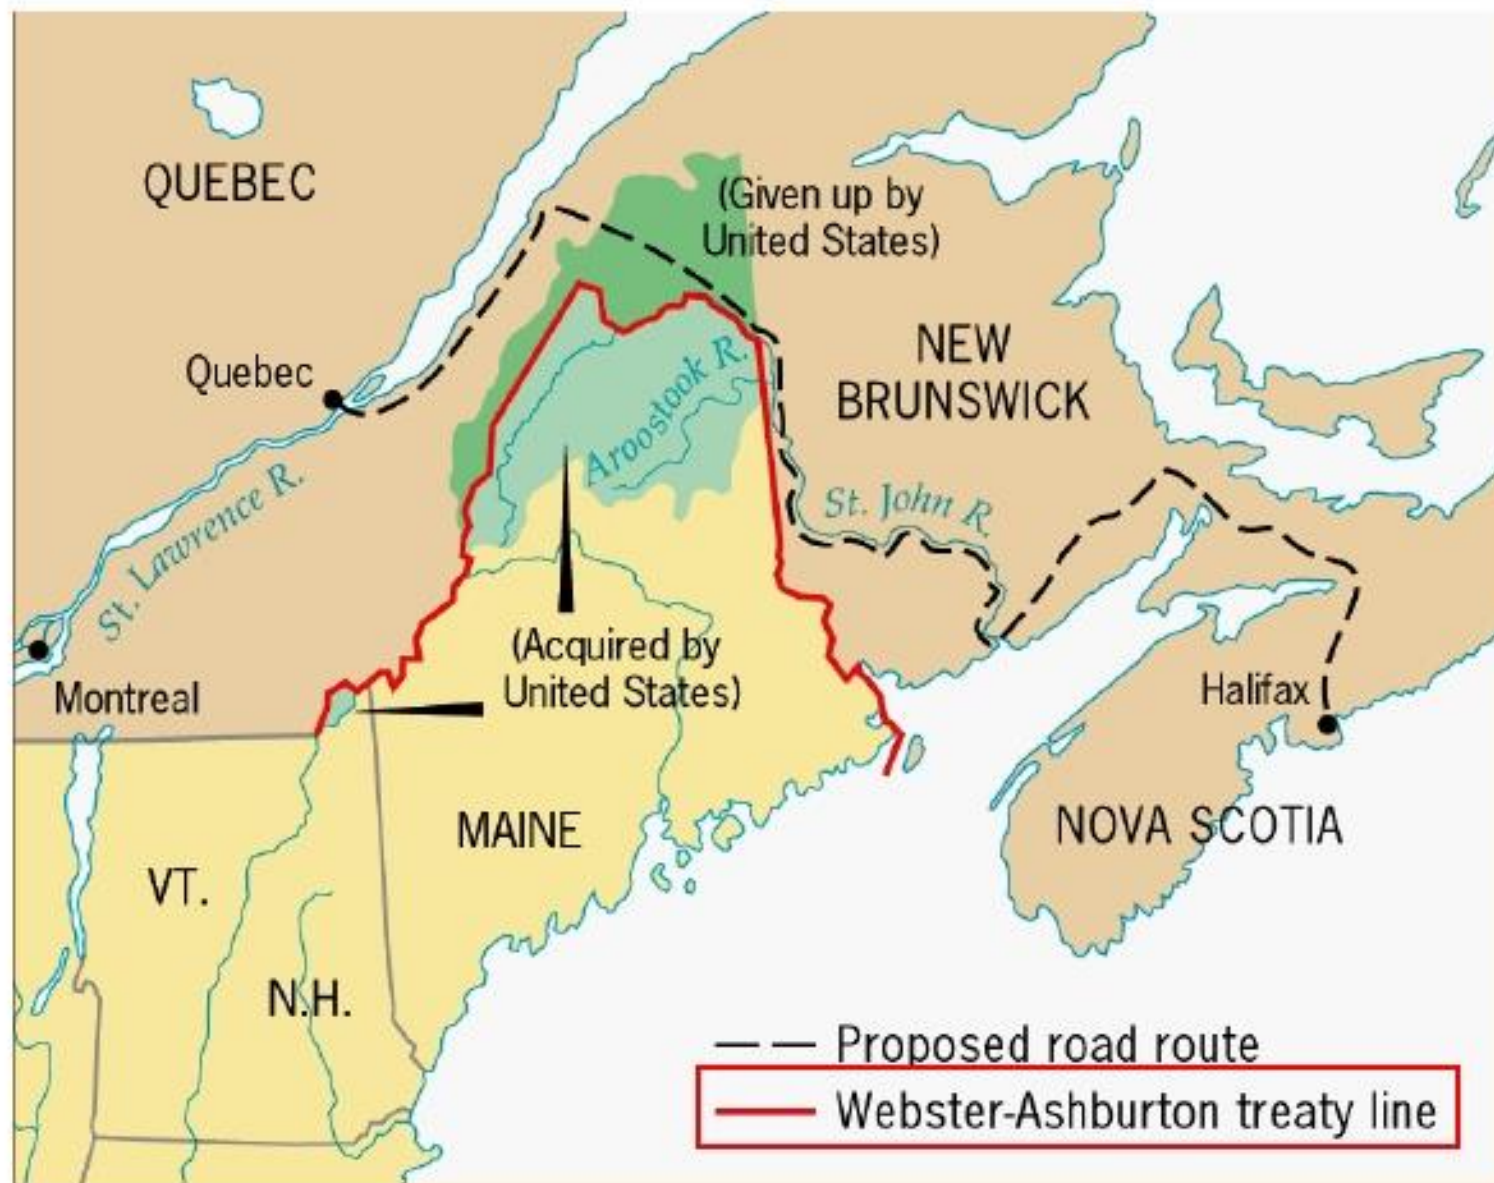 QUEBEC
(Given up by
United States)
NEW
BRUNSWICK
Quebec
Aroostook R.
St. Lawrence R.
St. John R.
(Acquired by
United States)
Montreal
Halifax
MAINE
NOVA SCOTIA
VT.
N.H.
Proposed road route
Webster-Ashburton treaty line